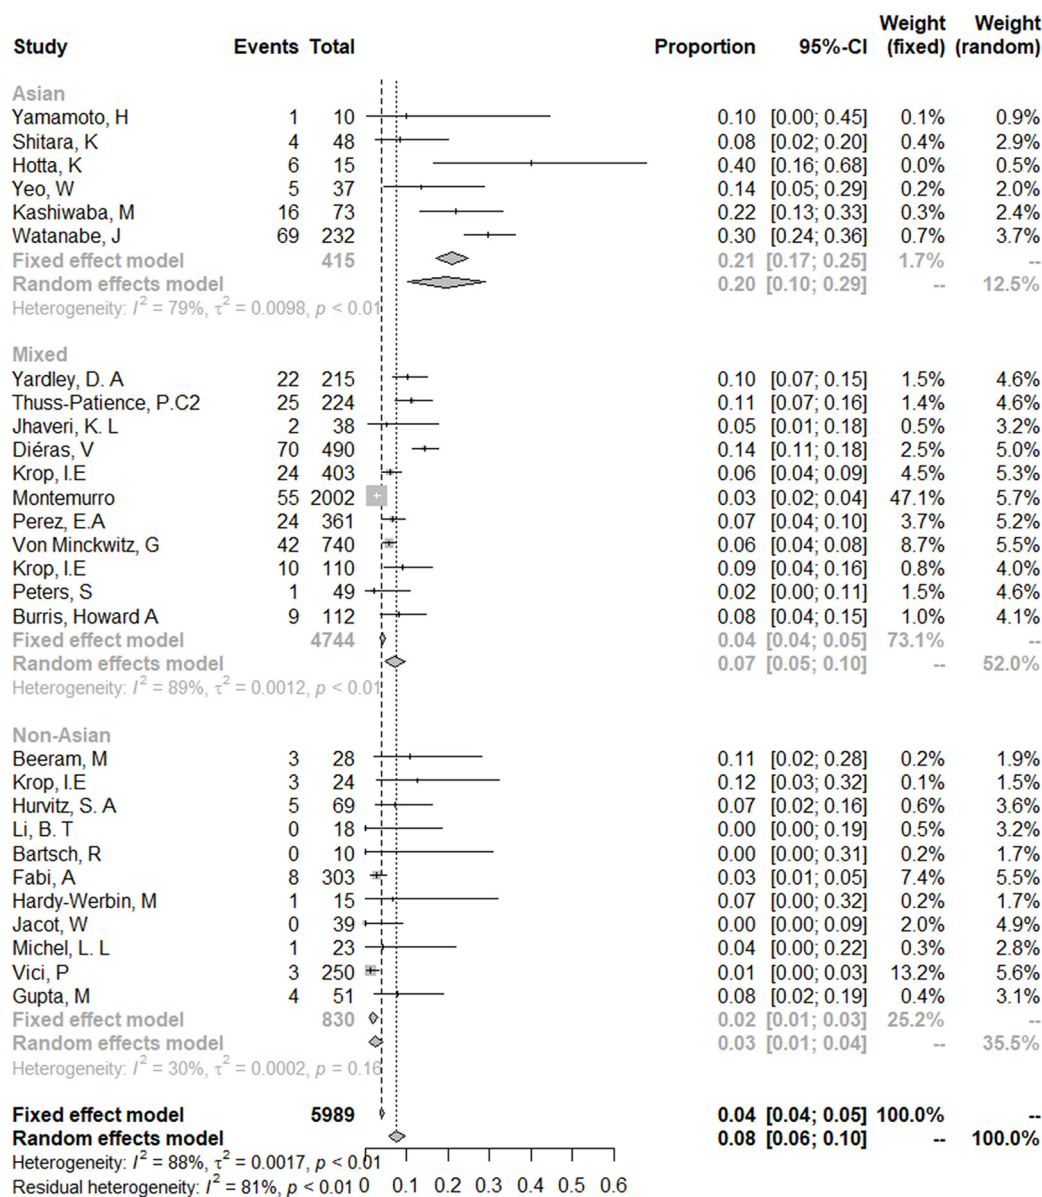 Study Events Total Proportion 95%-CI Weight (fixed) Weight (random)
Asian
Yamamoto, H 1 10 0.10 [0.00; 0.45] 0.1% 0.9%
Shitara, K 4 48 0.08 [0.02; 0.20] 0.4% 2.9%
Hotta, K 6 15 0.40 [0.16; 0.68] 0.0% 0.5%
Yeo, W 5 37 0.14 [0.05; 0.29] 0.2% 2.0%
Kashiwaba, M 16 73 0.22 [0.13; 0.33] 0.3% 2.4%
Watanabe, J 69 232 0.30 [0.24; 0.36] 0.7% 3.7%
Fixed effect model 415 0.21 [0.17; 0.25] 1.7% --
Random effects model 0.20 [0.10; 0.29] -- 12.5%
Heterogeneity: I² = 79%, τ² = 0.0098, p < 0.01
Mixed
Yardley, D. A 22 215 0.10 [0.07; 0.15] 1.5% 4.6%
Thuss-Patience, P.C2 25 224 0.11 [0.07; 0.16] 1.4% 4.6%
Jhaveri, K. L 2 38 0.05 [0.01; 0.18] 0.5% 3.2%
Diéras, V 70 490 0.14 [0.11; 0.18] 2.5% 5.0%
Krop, I.E 24 403 0.06 [0.04; 0.09] 4.5% 5.3%
Montemurro 55 2002 0.03 [0.02; 0.04] 47.1% 5.7%
Perez, E.A 24 361 0.07 [0.04; 0.10] 3.7% 5.2%
Von Minckwitz, G 42 740 0.06 [0.04; 0.08] 8.7% 5.5%
Krop, I.E 10 110 0.09 [0.04; 0.16] 0.8% 4.0%
Peters, S 1 49 0.02 [0.00; 0.11] 1.5% 4.6%
Burris, Howard A 9 112 0.08 [0.04; 0.15] 1.0% 4.1%
Fixed effect model 4744 0.04 [0.04; 0.05] 73.1% --
Random effects model 0.07 [0.05; 0.10] -- 52.0%
Heterogeneity: I² = 89%, τ² = 0.0012, p < 0.01
Non-Asian
Beeram, M 3 28 0.11 [0.02; 0.28] 0.2% 1.9%
Krop, I.E 3 24 0.12 [0.03; 0.32] 0.1% 1.5%
Hurvitz, S. A 5 69 0.07 [0.02; 0.16] 0.6% 3.6%
Li, B. T 0 18 0.00 [0.00; 0.19] 0.5% 3.2%
Bartsch, R 0 10 0.00 [0.00; 0.31] 0.2% 1.7%
Fabi, A 8 303 0.03 [0.01; 0.05] 7.4% 5.5%
Hardy-Werbin, M 1 15 0.07 [0.00; 0.32] 0.2% 1.7%
Jacot, W 0 39 0.00 [0.00; 0.09] 2.0% 4.9%
Michel, L. L 1 23 0.04 [0.00; 0.22] 0.3% 2.8%
Vici, P 3 250 0.01 [0.00; 0.03] 13.2% 5.6%
Gupta, M 4 51 0.08 [0.02; 0.19] 0.4% 3.1%
Fixed effect model 830 0.02 [0.01; 0.03] 25.2% --
Random effects model 0.03 [0.01; 0.04] -- 35.5%
Heterogeneity: I² = 30%, τ² = 0.0002, p = 0.16
Fixed effect model 5989 0.04 [0.04; 0.05] 100.0% --
Random effects model 0.08 [0.06; 0.10] -- 100.0%
Heterogeneity: I² = 88%, τ² = 0.0017, p < 0.01
Residual heterogeneity: I² = 81%, p < 0.01 0 0.1 0.2 0.3 0.4 0.5 0.6